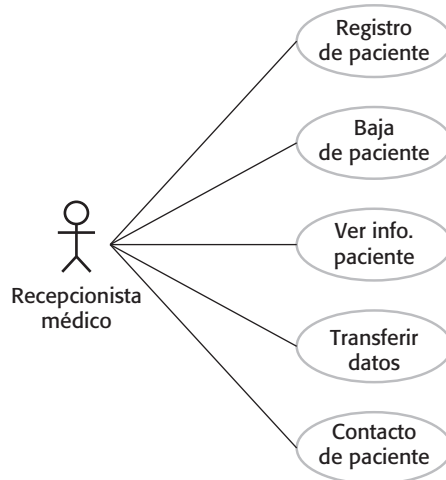 Registro
de paciente
Baja
de paciente
Ver info.
paciente
Recepcionista
médico
Transferir
datos
Contacto
de paciente